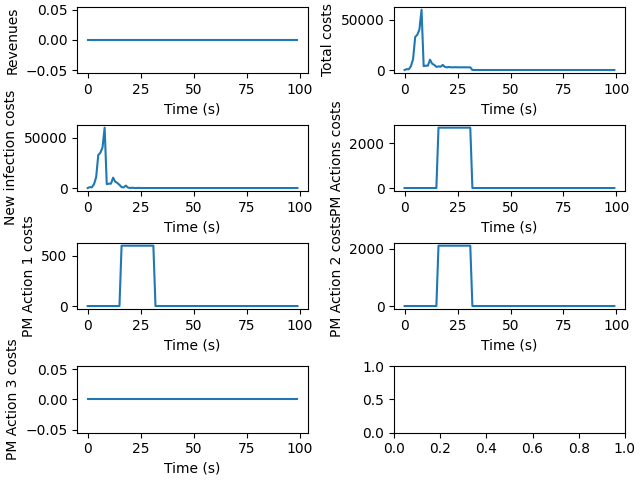 Revenues
0.05
0.00
−0.05
0 25 50 75 100
Time (s)
Total costs
50000
0
0 25 50 75 100
Time (s)
New infection costs
50000
0
0 25 50 75 100
Time (s)
PM Actions costs
2000
0
0 25 50 75 100
Time (s)
PM Action 1 costs
500
0
0 25 50 75 100
Time (s)
PM Action 2 costs
2000
0
0 25 50 75 100
Time (s)
PM Action 3 costs
0.05
0.00
−0.05
0 25 50 75 100
Time (s)
1.0
0.5
0.0
0.0 0.2 0.4 0.6 0.8 1.0